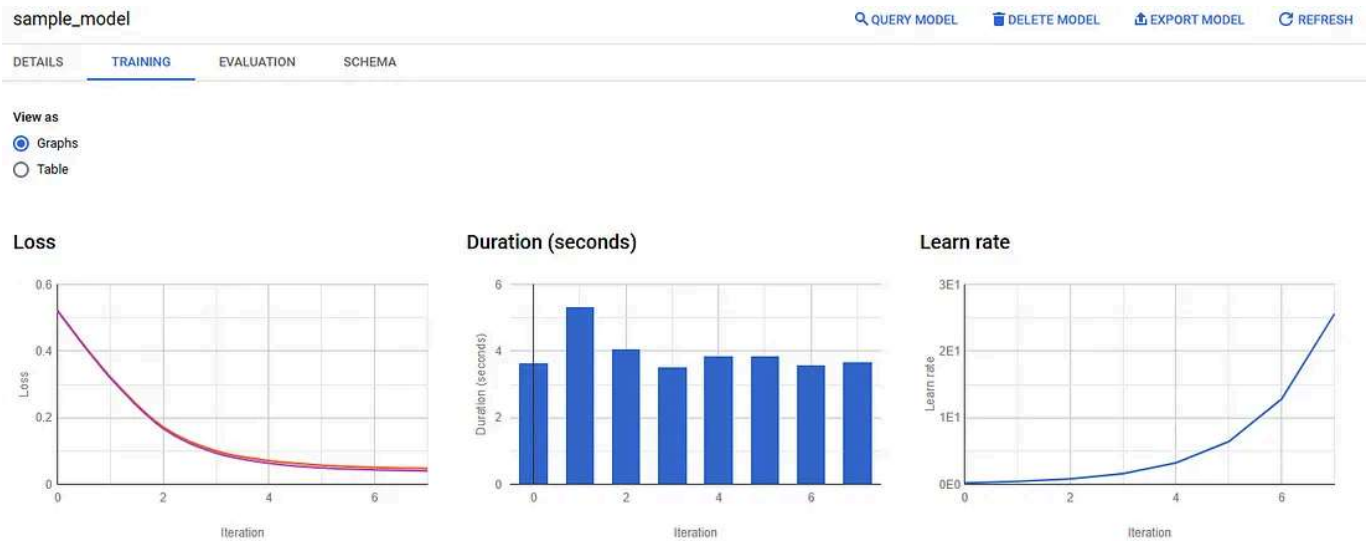 sample_model
QUERY MODEL DELETE MODEL EXPORT MODEL REFRESH
DETAILS TRAINING EVALUATION SCHEMA
View as
Graphs
Table
Loss
0.6
0.4
0.2
0
Loss
0 2 4 6
Iteration
Duration (seconds)
6
4
2
0
Duration (seconds)
0 2 4 6
Iteration
Learn rate
3E1
2E1
1E1
0E0
Learn rate
0 2 4 6
Iteration